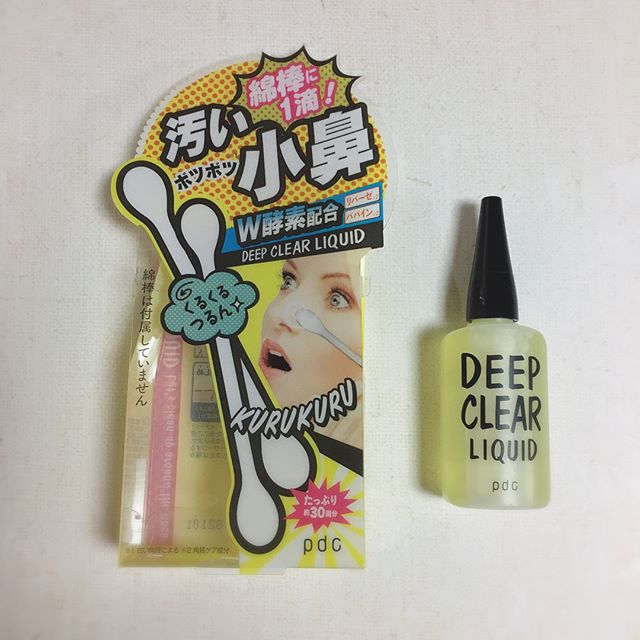 綿棒に
1滴!
汚い
ポツポツ
小鼻
W酵素配合
リパーゼ
パパイン
DEEP CLEAR LIQUID
くるくる
つるん
綿棒は付属していません
KURUKURU
たっぷり
約30回分
pdc
DEEP
CLEAR
LIQUID
pdc